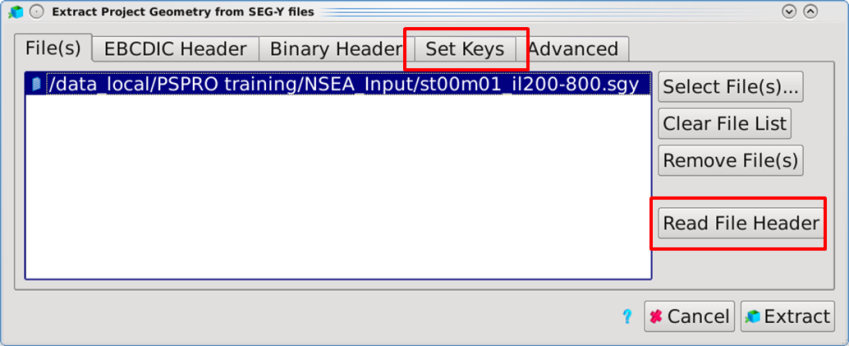 Extract Project Geometry from SEG-Y files
File(s) EBCDIC Header Binary Header Set Keys Advanced
/data_local/PSPRO training/NSEA_Input/st00m01_il200-800.sgy
Select File(s)...
Clear File List
Remove File(s)
Read File Header
? Cancel Extract